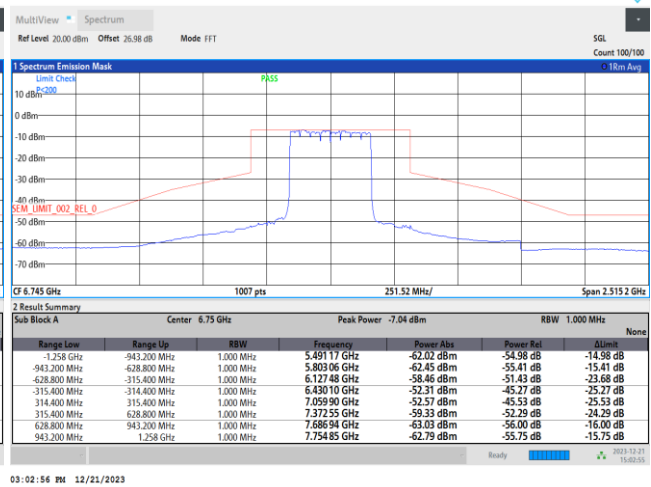 MultiView Spectrum
Ref Level 20.00 dBm Offset 26.98 dB Mode FFT SGL
Count 100/100
1 Spectrum Emission Mask 1Rm Avg
Limit Check PASS
P<200
10 dBm
0 dBm
-10 dBm
-20 dBm
-30 dBm
-40 dBm
SEM_LIMIT_002_REL_0
-50 dBm
-60 dBm
-70 dBm
CF 6.745 GHz 1007 pts 251.52 MHz/ Span 2.515 2 GHz
2 Result Summary
Sub Block A Center 6.75 GHz Peak Power -7.04 dBm RBW 1.000 MHz
None
Range Low Range Up RBW Frequency Power Abs Power Rel ΔLimit
-1.258 GHz -943.200 MHz 1.000 MHz 5.491 17 GHz -62.02 dBm -54.98 dB -14.98 dB
-943.200 MHz -628.800 MHz 1.000 MHz 5.803 06 GHz -62.45 dBm -55.41 dB -15.41 dB
-628.800 MHz -315.400 MHz 1.000 MHz 6.127 48 GHz -58.46 dBm -51.43 dB -23.68 dB
-315.400 MHz -314.400 MHz 1.000 MHz 6.430 10 GHz -52.31 dBm -45.27 dB -25.27 dB
314.400 MHz 315.400 MHz 1.000 MHz 7.059 90 GHz -52.57 dBm -45.53 dB -25.53 dB
315.400 MHz 628.800 MHz 1.000 MHz 7.372 55 GHz -59.33 dBm -52.29 dB -24.29 dB
628.800 MHz 943.200 MHz 1.000 MHz 7.686 94 GHz -63.03 dBm -56.00 dB -16.00 dB
943.200 MHz 1.258 GHz 1.000 MHz 7.754 85 GHz -62.79 dBm -55.75 dB -15.75 dB
Ready 2023-12-21
15:02:55
03:02:56 PM 12/21/2023